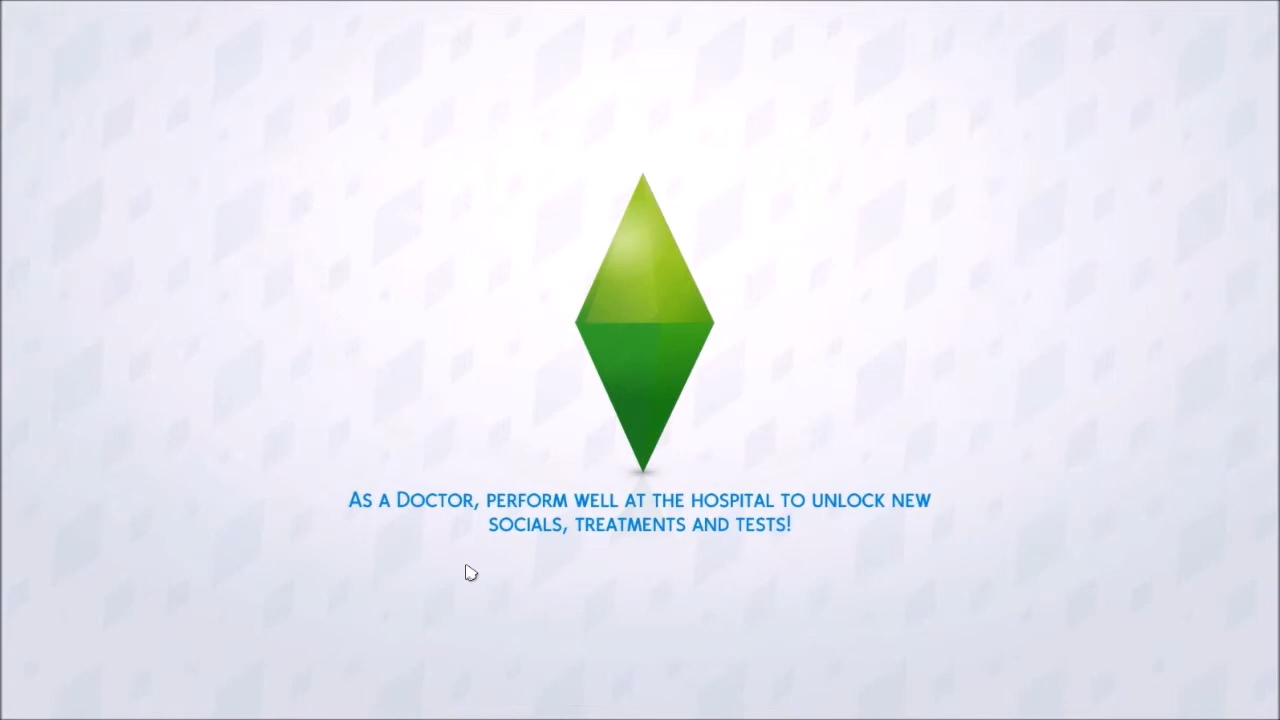 As a Doctor, perform well at the hospital to unlock new
socials, treatments and tests!